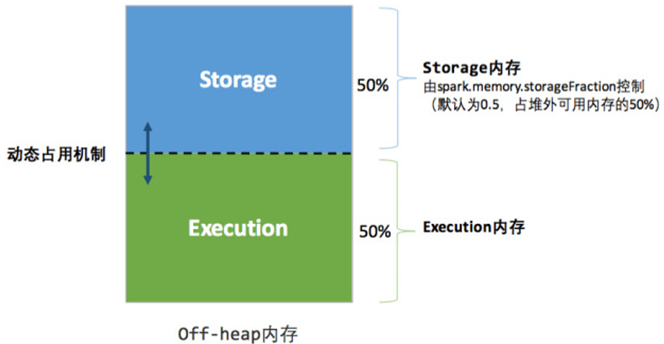 Storage
50%
Storage内存
由spark.memory.storageFraction控制
（默认为0.5，占堆外可用内存的50%）
动态占用机制
Execution
50%
Execution内存
Off-heap内存